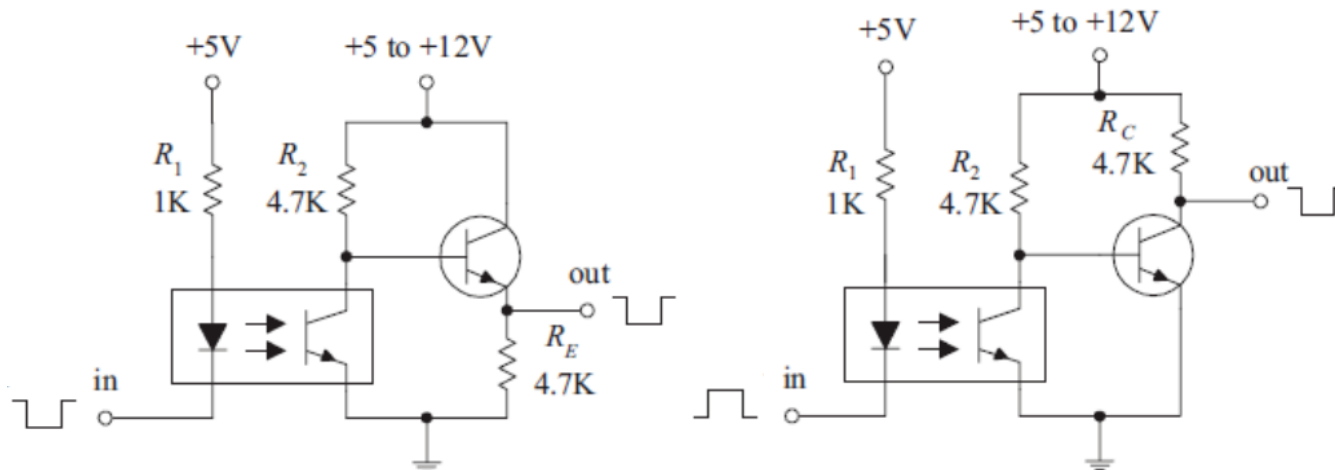 +5V
+5 to +12V
R1
1K
R2
4.7K
out
RE
4.7K
in
+5V
+5 to +12V
RC
4.7K
R1
1K
R2
4.7K
out
in